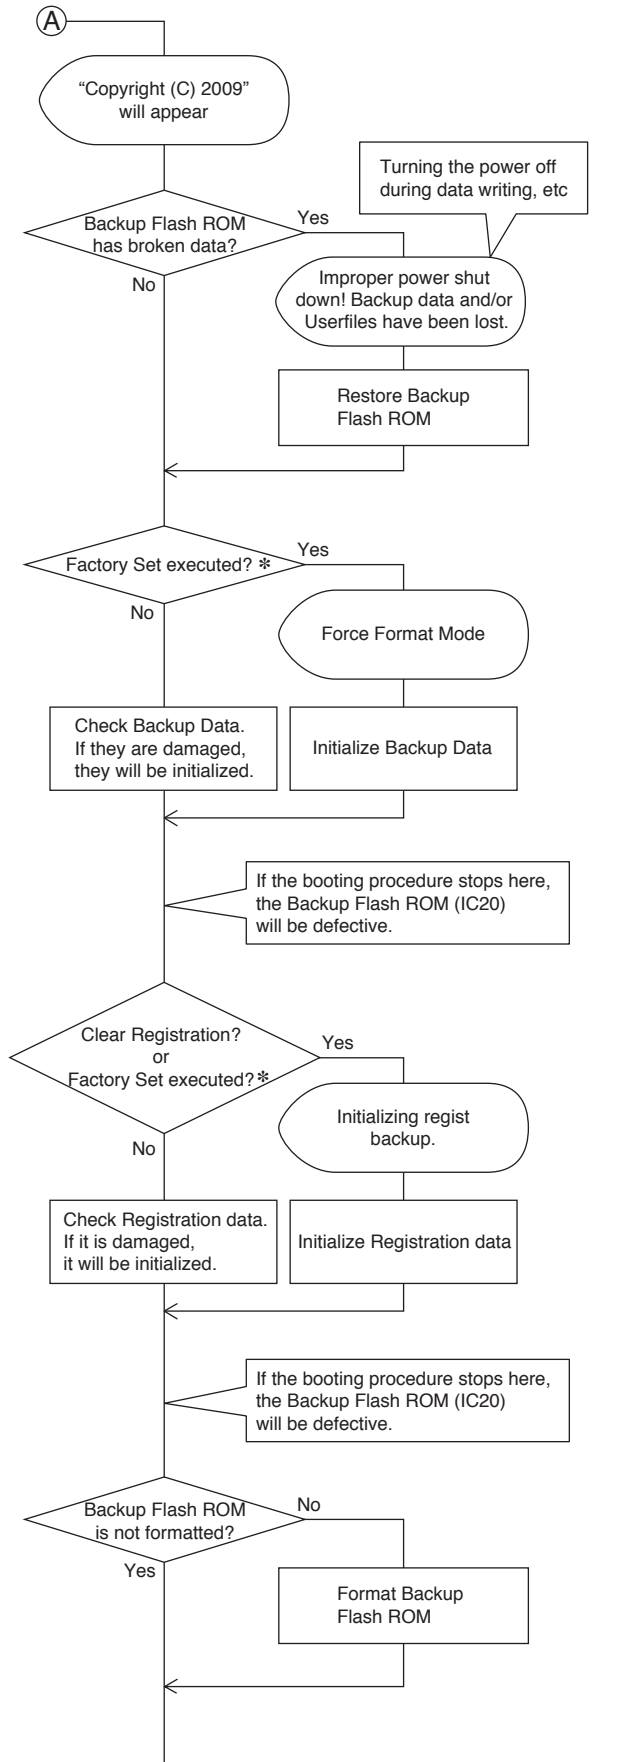 A
“Copyright (C) 2009”
will appear
Turning the power off
during data writing, etc
Backup Flash ROM
has broken data?
Yes
No
Improper power shut
down! Backup data and/or
Userfiles have been lost.
Restore Backup
Flash ROM
Factory Set executed? *
Yes
No
Force Format Mode
Check Backup Data.
If they are damaged,
they will be initialized.
Initialize Backup Data
If the booting procedure stops here,
the Backup Flash ROM (IC20)
will be defective.
Clear Registration?
or
Factory Set executed?*
Yes
No
Initializing regist
backup.
Check Registration data.
If it is damaged,
it will be initialized.
Initialize Registration data
If the booting procedure stops here,
the Backup Flash ROM (IC20)
will be defective.
Backup Flash ROM
is not formatted?
No
Yes
Format Backup
Flash ROM